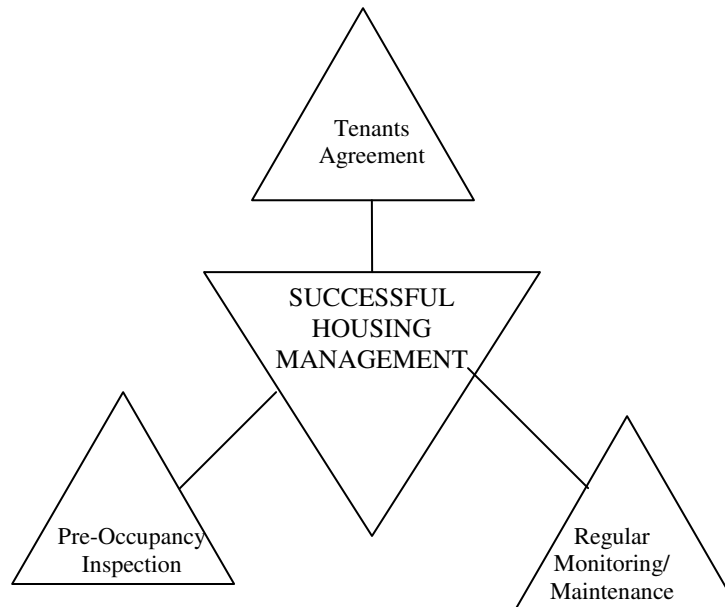 Tenants
Agreement
SUCCESSFUL
HOUSING
MANAGEMENT
Pre-Occupancy
Inspection
Regular
Monitoring/
Maintenance